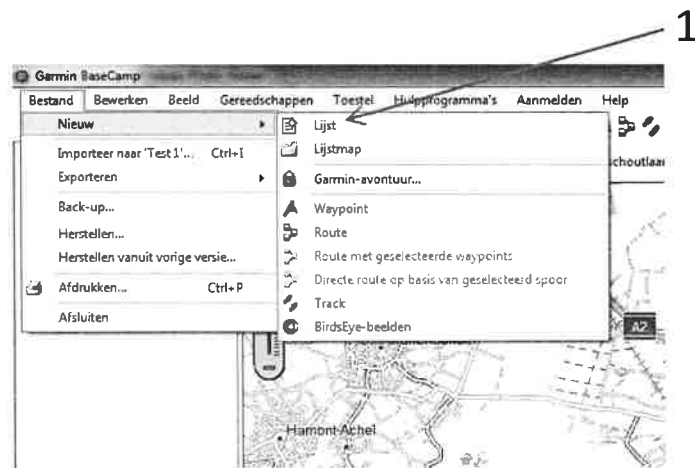 1
Garmin BaseCamp
Bestand Bewerken Beeld Gereedschappen Toestel Hulpprogramma's Aanmelden Help
Nieuw
Importeer naar 'Test 1'... Ctrl+I
Exporteren
Back-up...
Herstellen...
Herstellen vanuit vorige versie...
Afdrukken... Ctrl+P
Afsluiten
Lijst
Lijstmap
Garmin-avontuur...
Waypoint
Route
Route met geselecteerde waypoints
Directe route op basis van geselecteerd spoor
Track
BirdsEye-beelden
choutlaar
A2
Hamont-Achel